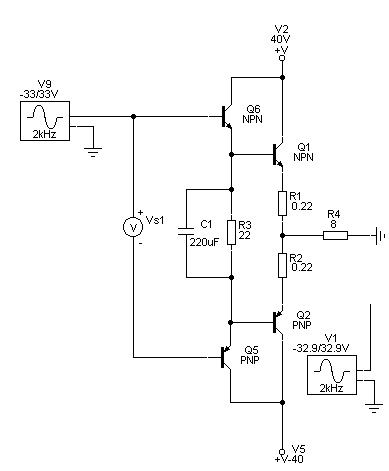 V2
40V
+V
V9
-33/33V
2kHz
Q6
NPN
Q1
NPN
+
V
-
Vs1
C1
220uF
R3
22
R1
0.22
R4
8
R2
0.22
Q2
PNP
Q5
PNP
V1
-32.9/32.9V
2kHz
V5
+V-40